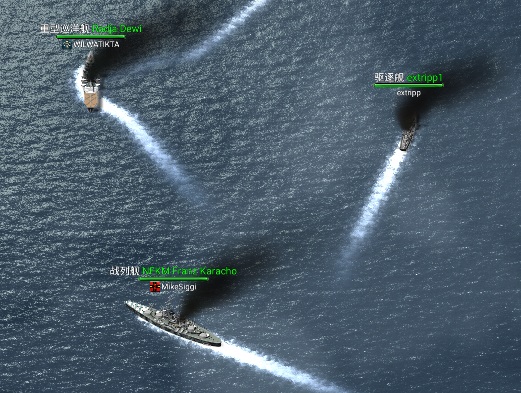 重型巡洋舰 Radja Dewi
WILWATIKTA
驱逐舰 extripp1
extripp
战列舰 NFKM Franz Karacho
MikeSiggi